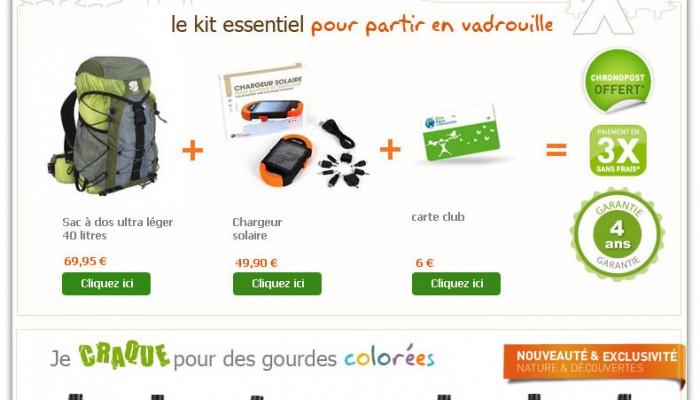 le kit essentiel pour partir en vadrouille
CHARGEUR SOLAIRE
+
+
=
CHRONOPOST
OFFERT*
PAIEMENT EN
3X
SANS FRAIS*
GARANTIE
4
ans
GARANTIE
Sac à dos ultra léger
40 litres
69,95 €
Cliquez ici
Chargeur
solaire
49,90 €
Cliquez ici
carte club
6 €
Cliquez ici
Je CRAQUE pour des gourdes colorées
NOUVEAUTÉ & EXCLUSIVITÉ
NATURE & DÉCOUVERTES